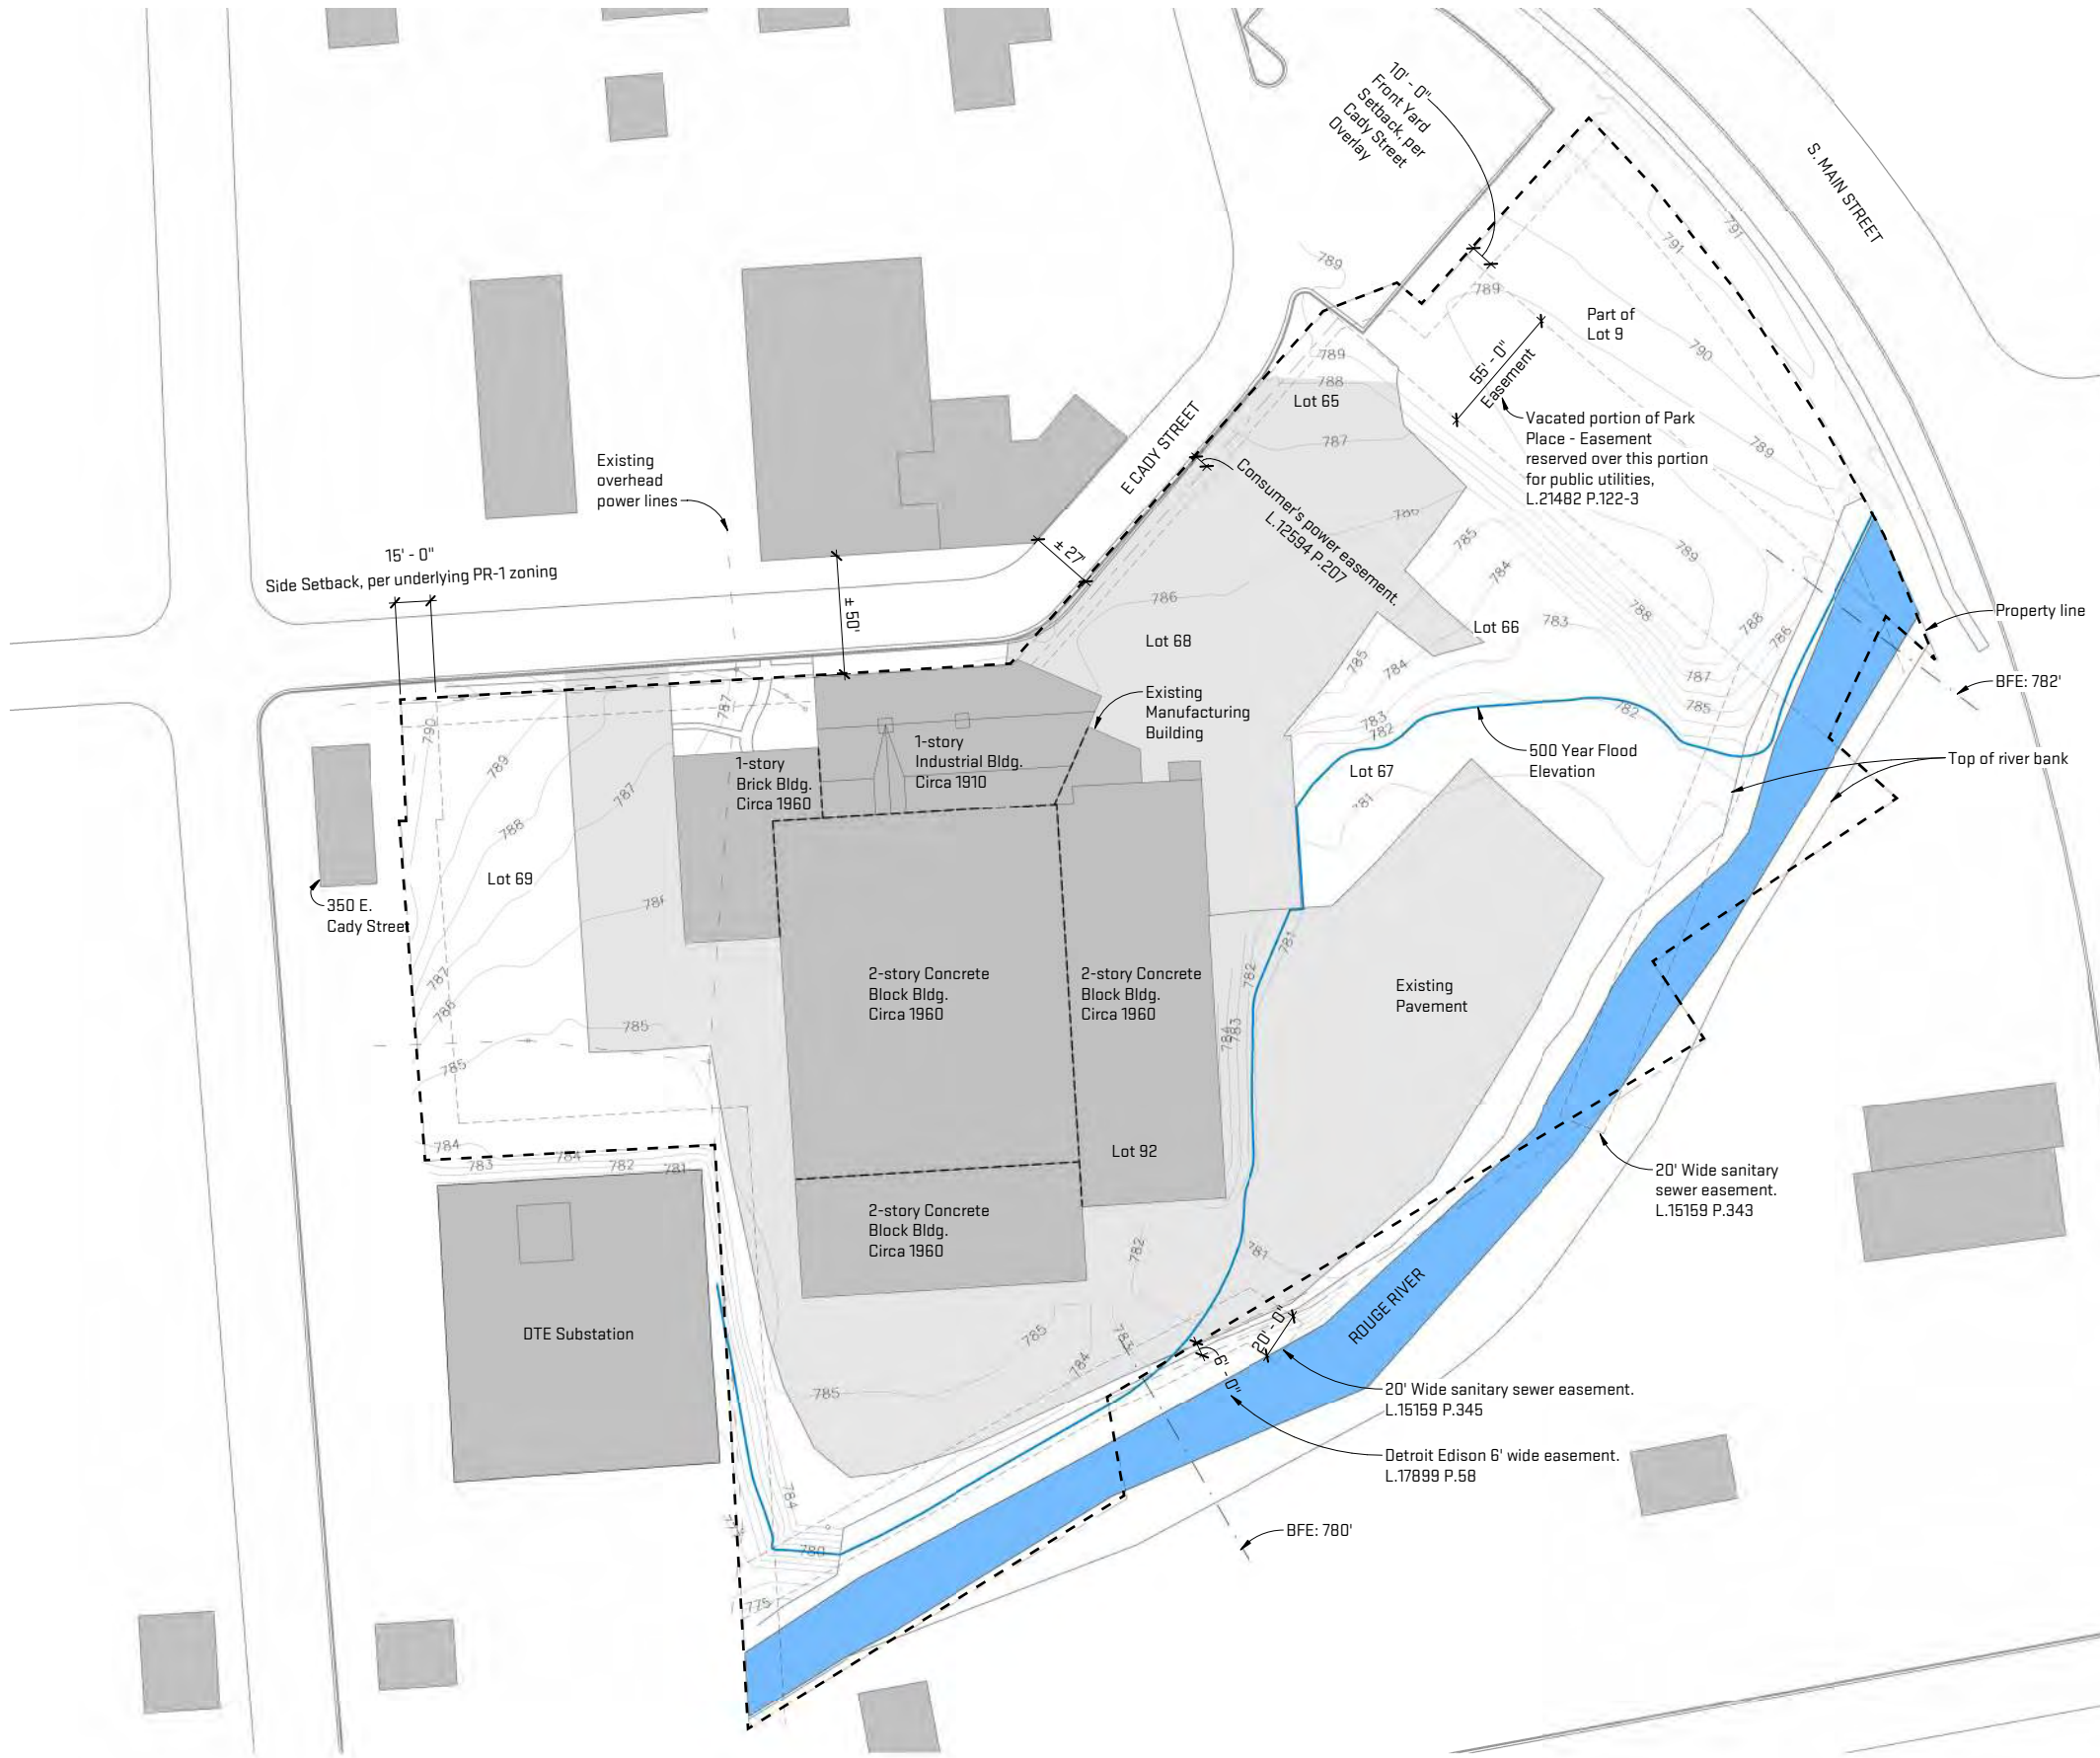 10' - 0"
Front Yard
Setback, per
Cady Street
Overlay
S. MAIN STREET
791
791
789
789
Part of
Lot 9
790
55' - 0"
Easement
Vacated portion of Park
Place - Easement
reserved over this portion
for public utilities,
L.21482 P.122-3
789
789
788
Lot 65
787
E CADY STREET
Consumer's power easement.
L.12594 P.207
Existing
overhead
power lines
15' - 0"
Side Setback, per underlying PR-1 zoning
± 27'
± 50'
785
784
789
788
788
786
783
Lot 66
786
Lot 68
785
784
787
785
782
783
782
Property line
BFE: 782'
Existing
Manufacturing
Building
500 Year Flood
Elevation
Top of river bank
Lot 67
781
787
790
789
787
788
1-story
Brick Bldg.
Circa 1960
1-story
Industrial Bldg.
Circa 1910
Lot 69
350 E.
Cady Street
787
786
785
785
2-story Concrete
Block Bldg.
Circa 1960
2-story Concrete
Block Bldg.
Circa 1960
781
782
783
784
Existing
Pavement
Lot 92
784
783
784
782
781
2-story Concrete
Block Bldg.
Circa 1960
20' Wide sanitary
sewer easement.
L.15159 P.343
782
781
DTE Substation
785
784
783
785
20' - 0"
6' - 0"
ROUGE RIVER
20' Wide sanitary sewer easement.
L.15159 P.345
Detroit Edison 6' wide easement.
L.17899 P.58
784
780
775
BFE: 780'